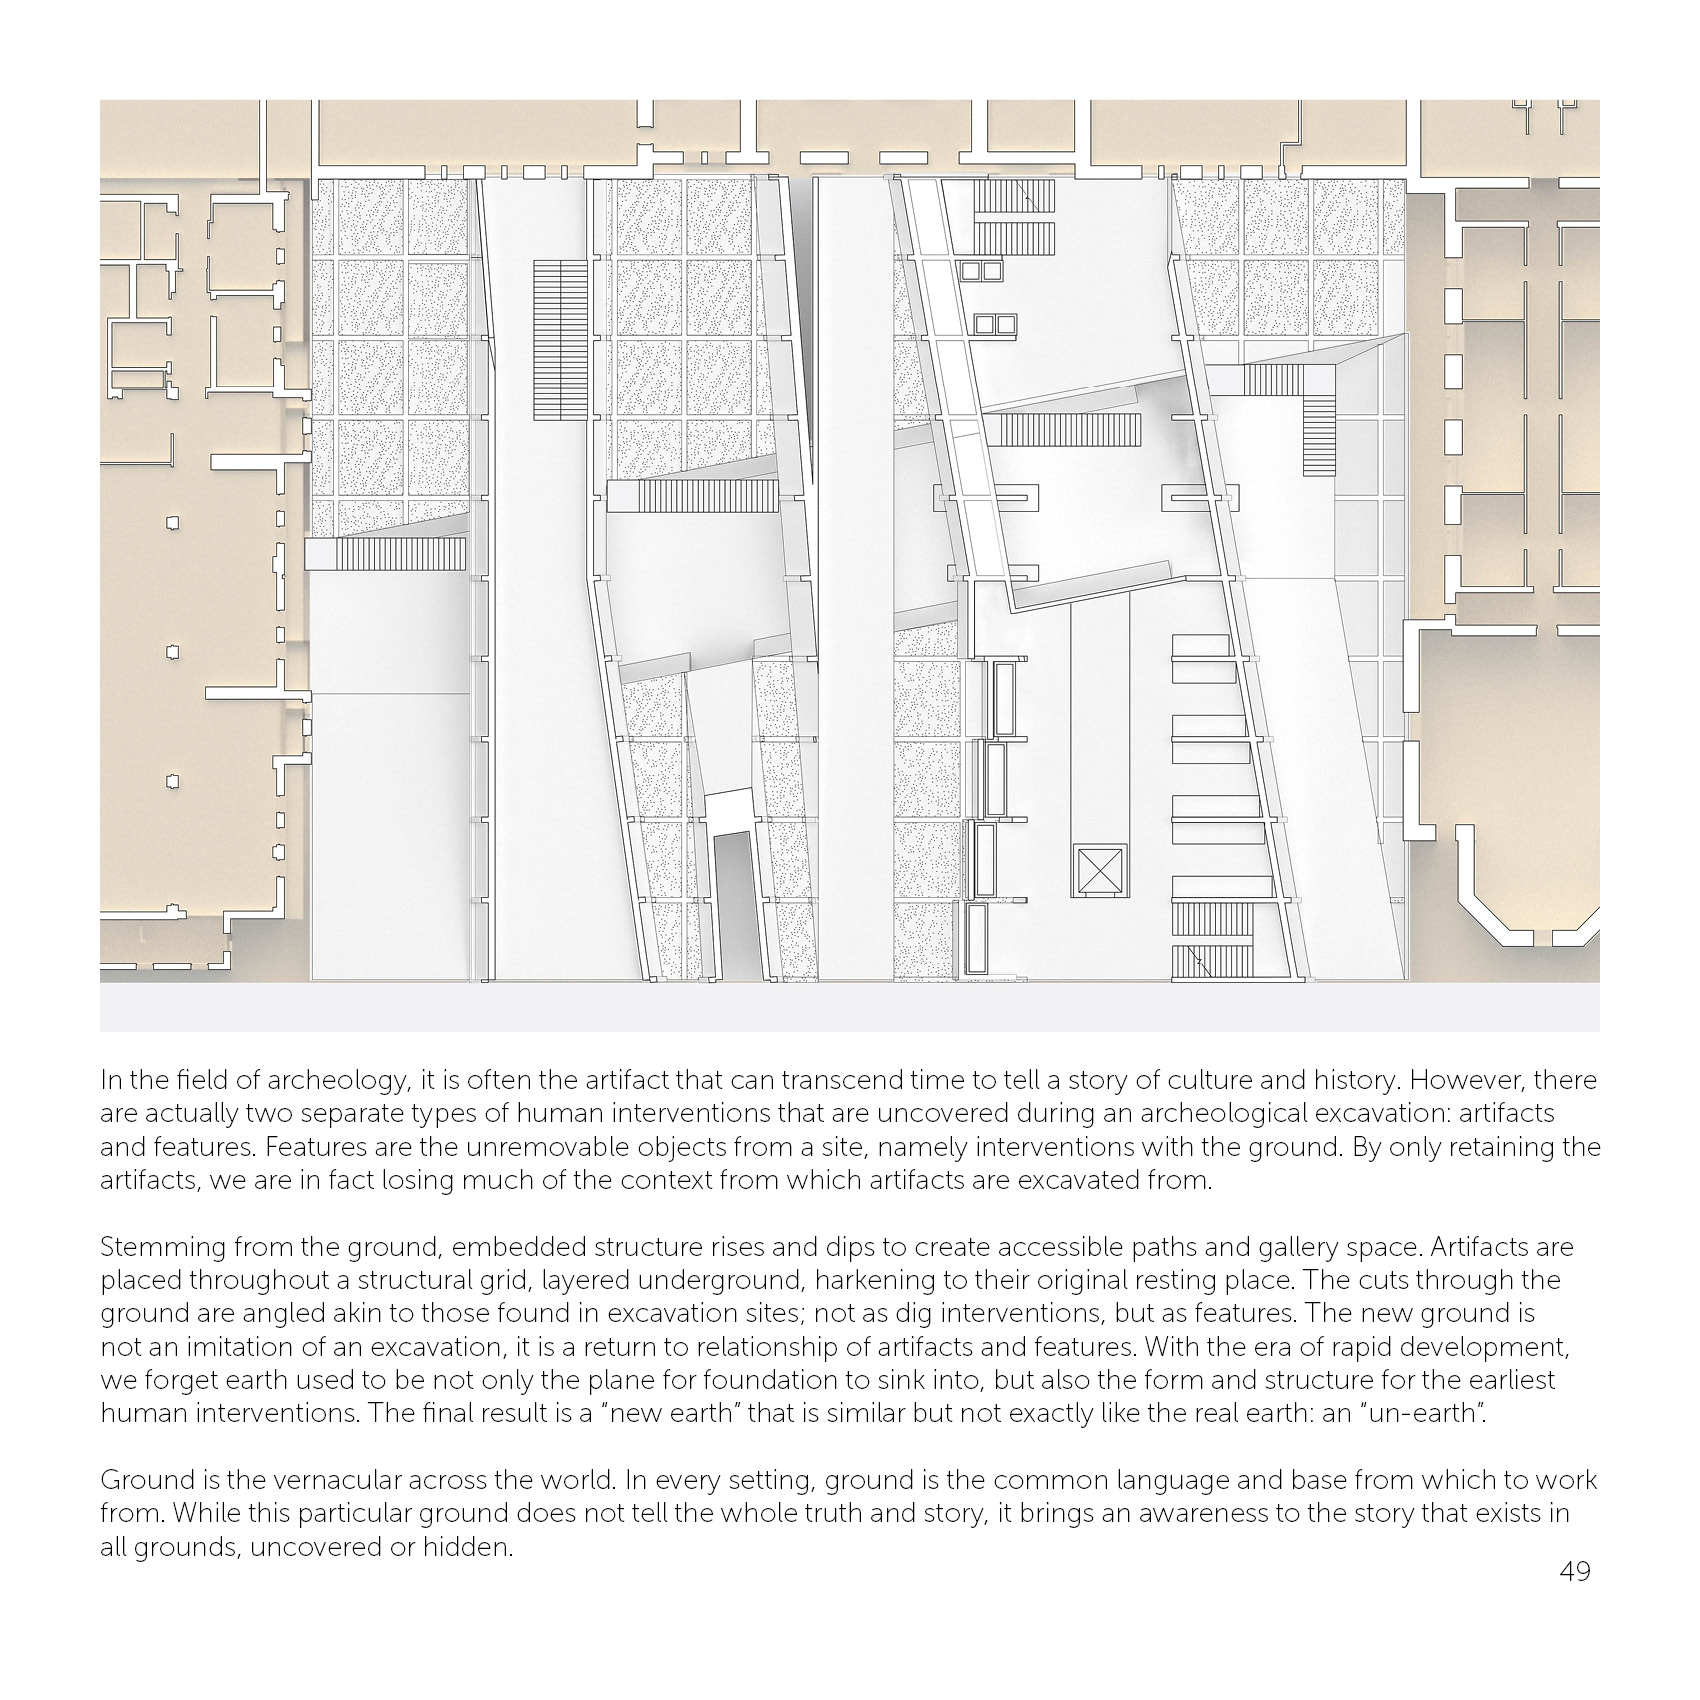 In the field of archeology, it is often the artifact that can transcend time to tell a story of culture and history. However, there
are actually two separate types of human interventions that are uncovered during an archeological excavation: artifacts
and features. Features are the unremovable objects from a site, namely interventions with the ground. By only retaining the
artifacts, we are in fact losing much of the context from which artifacts are excavated from.
Stemming from the ground, embedded structure rises and dips to create accessible paths and gallery space. Artifacts are
placed throughout a structural grid, layered underground, harkening to their original resting place. The cuts through the
ground are angled akin to those found in excavation sites; not as dig interventions, but as features. The new ground is
not an imitation of an excavation, it is a return to relationship of artifacts and features. With the era of rapid development,
we forget earth used to be not only the plane for foundation to sink into, but also the form and structure for the earliest
human interventions. The final result is a “new earth” that is similar but not exactly like the real earth: an “un-earth”.
Ground is the vernacular across the world. In every setting, ground is the common language and base from which to work
from. While this particular ground does not tell the whole truth and story, it brings an awareness to the story that exists in
all grounds, uncovered or hidden.
49